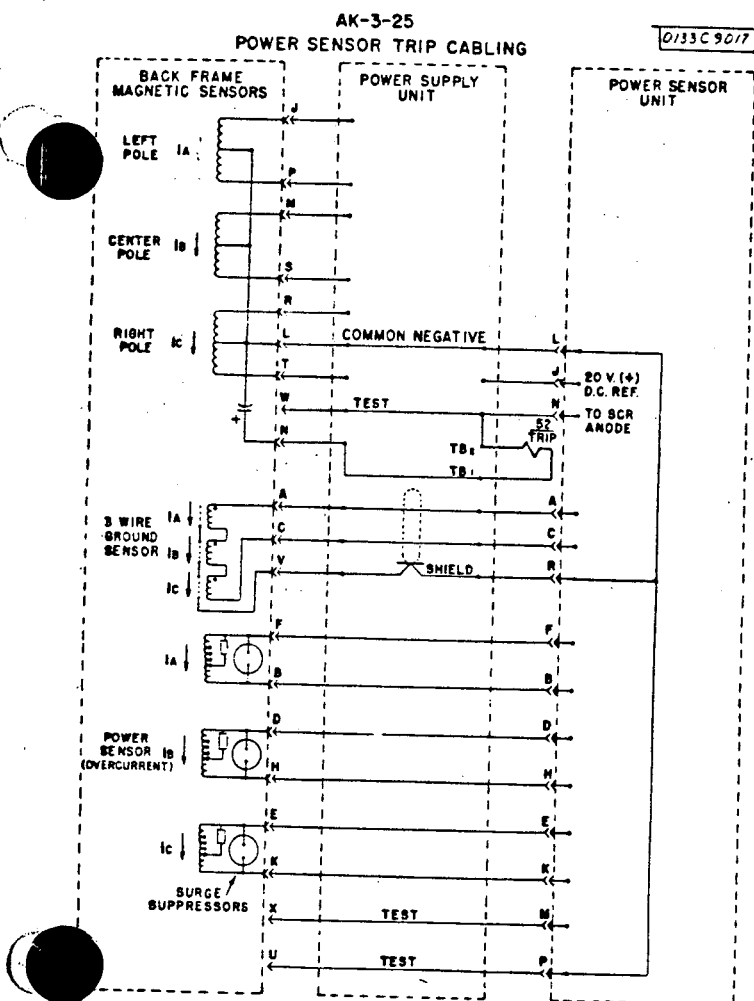 AK-3-25
POWER SENSOR TRIP CABLING
0133C9017
BACK FRAME
MAGNETIC SENSORS
POWER SUPPLY
UNIT
POWER SENSOR
UNIT
J
LEFT
POLE
IA
P
M
CENTER
POLE
IB
S
R
RIGHT
POLE
IC
L
COMMON NEGATIVE
L
T
J
20 V.(+)
D.C. REF.
W
TEST
N
TO SCR
ANODE
+
N
52
TRIP
TB2
TB1
3 WIRE
GROUND
SENSOR
IA
IB
IC
A
A
C
C
V
SHIELD
R
IA
F
F
B
B
POWER
SENSOR
(OVERCURRENT)
IB
D
D
H
H
IC
E
E
K
K
SURGE
SUPPRESSORS
X
TEST
M
U
TEST
P